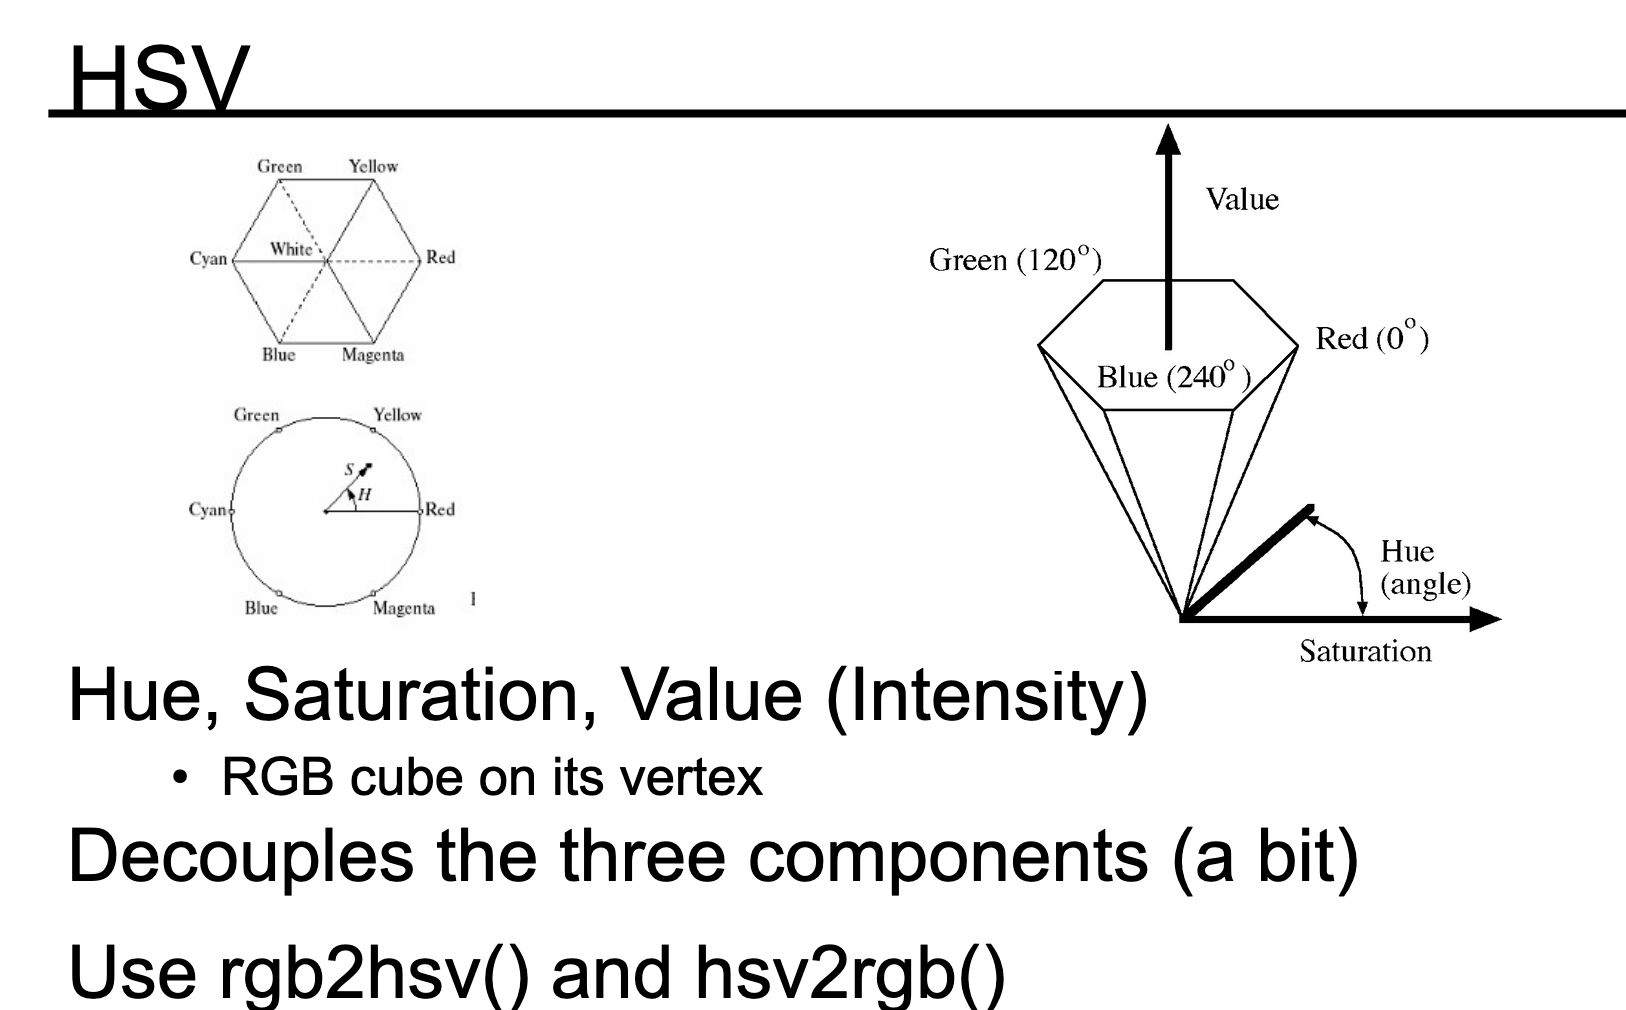 HSV
Green Yellow
Cyan White Red
Blue Magenta
Green Yellow
S
H
Cyan Red
Blue Magenta
Value
Green (120°)
Red (0°)
Blue (240°)
Hue
(angle)
Saturation
Hue, Saturation, Value (Intensity)
• RGB cube on its vertex
Decouples the three components (a bit)
Use rgb2hsv() and hsv2rgb()